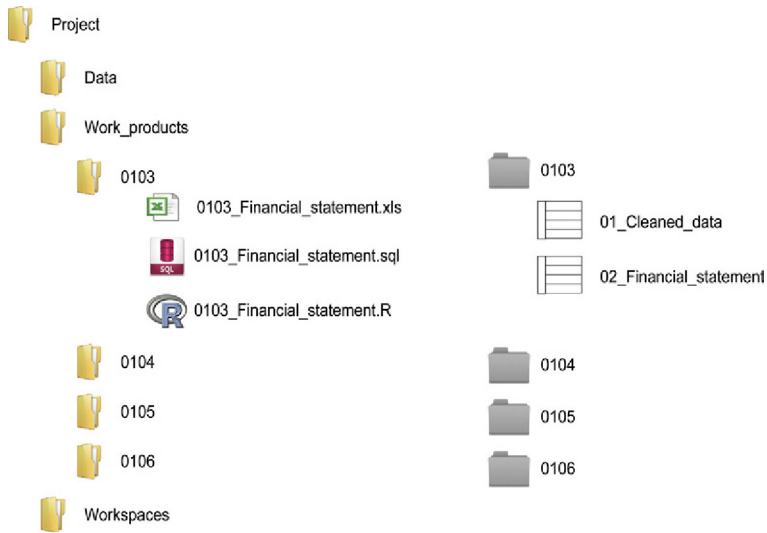 Project
Data
Work_products
0103
0103_Financial_statement.xls
SQL
0103_Financial_statement.sql
R
0103_Financial_statement.R
0104
0105
0106
Workspaces
0103
01_Cleaned_data
02_Financial_statement
0104
0105
0106